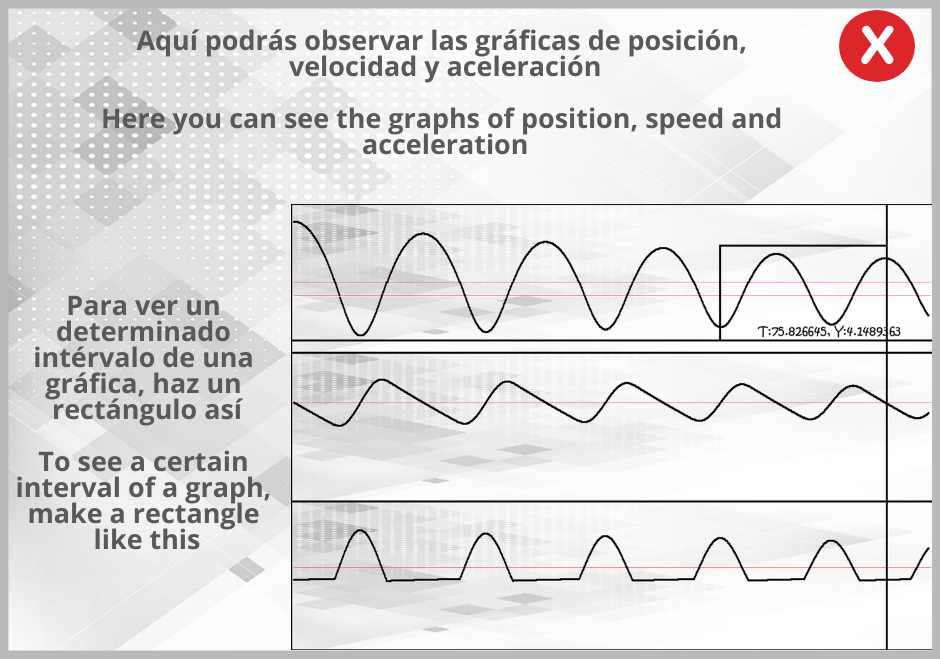 Aquí podrás observar las gráficas de posición,
velocidad y aceleración
Here you can see the graphs of position, speed and
acceleration
Para ver un
determinado
intérvalo de una
gráfica, haz un
rectángulo así
To see a certain
interval of a graph,
make a rectangle
like this
T:75.826645, Y:4.1489363